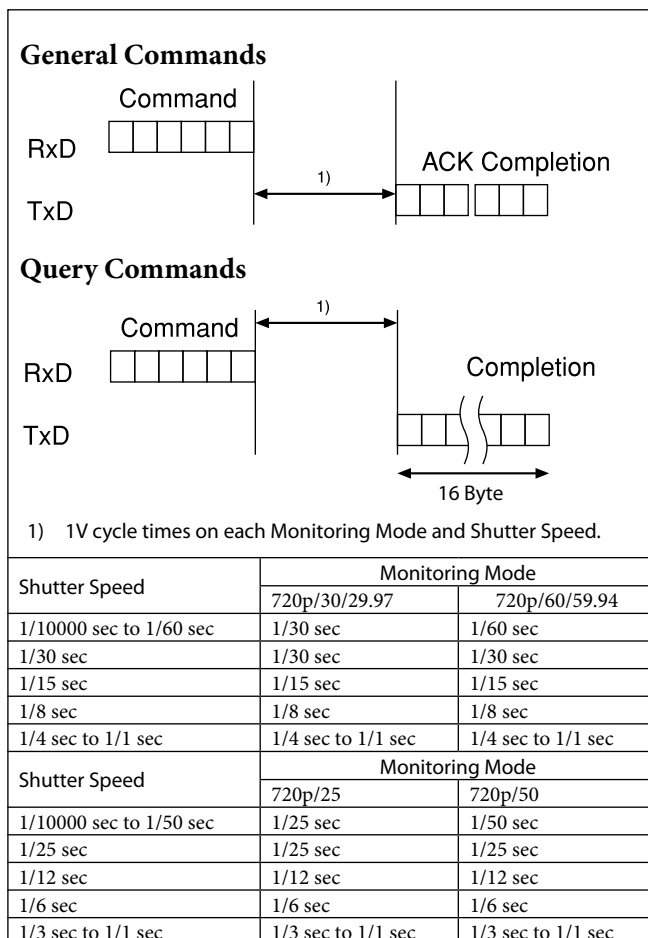 General Commands
Command
RxD
1)
ACK Completion
TxD
Query Commands
1)
Command
RxD
Completion
TxD
16 Byte
1) 1V cycle times on each Monitoring Mode and Shutter Speed.
Shutter Speed Monitoring Mode
720p/30/29.97 720p/60/59.94
1/10000 sec to 1/60 sec 1/30 sec 1/60 sec
1/30 sec 1/30 sec 1/30 sec
1/15 sec 1/15 sec 1/15 sec
1/8 sec 1/8 sec 1/8 sec
1/4 sec to 1/1 sec 1/4 sec to 1/1 sec 1/4 sec to 1/1 sec
Shutter Speed Monitoring Mode
720p/25 720p/50
1/10000 sec to 1/50 sec 1/25 sec 1/50 sec
1/25 sec 1/25 sec 1/25 sec
1/12 sec 1/12 sec 1/12 sec
1/6 sec 1/6 sec 1/6 sec
1/3 sec to 1/1 sec 1/3 sec to 1/1 sec 1/3 sec to 1/1 sec